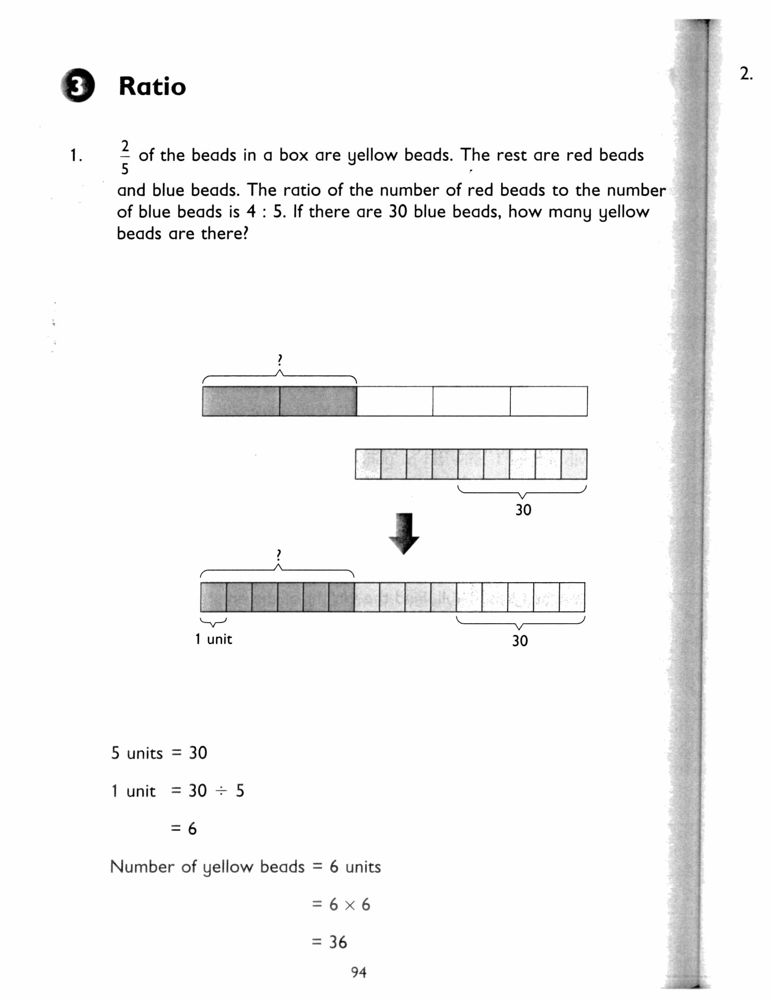 3 Ratio
2.
1. 2/5 of the beads in a box are yellow beads. The rest are red beads
and blue beads. The ratio of the number of red beads to the number
of blue beads is 4 : 5. If there are 30 blue beads, how many yellow
beads are there?
?
30
?
1 unit
30
5 units = 30
1 unit = 30 ÷ 5
= 6
Number of yellow beads = 6 units
= 6 × 6
= 36
94